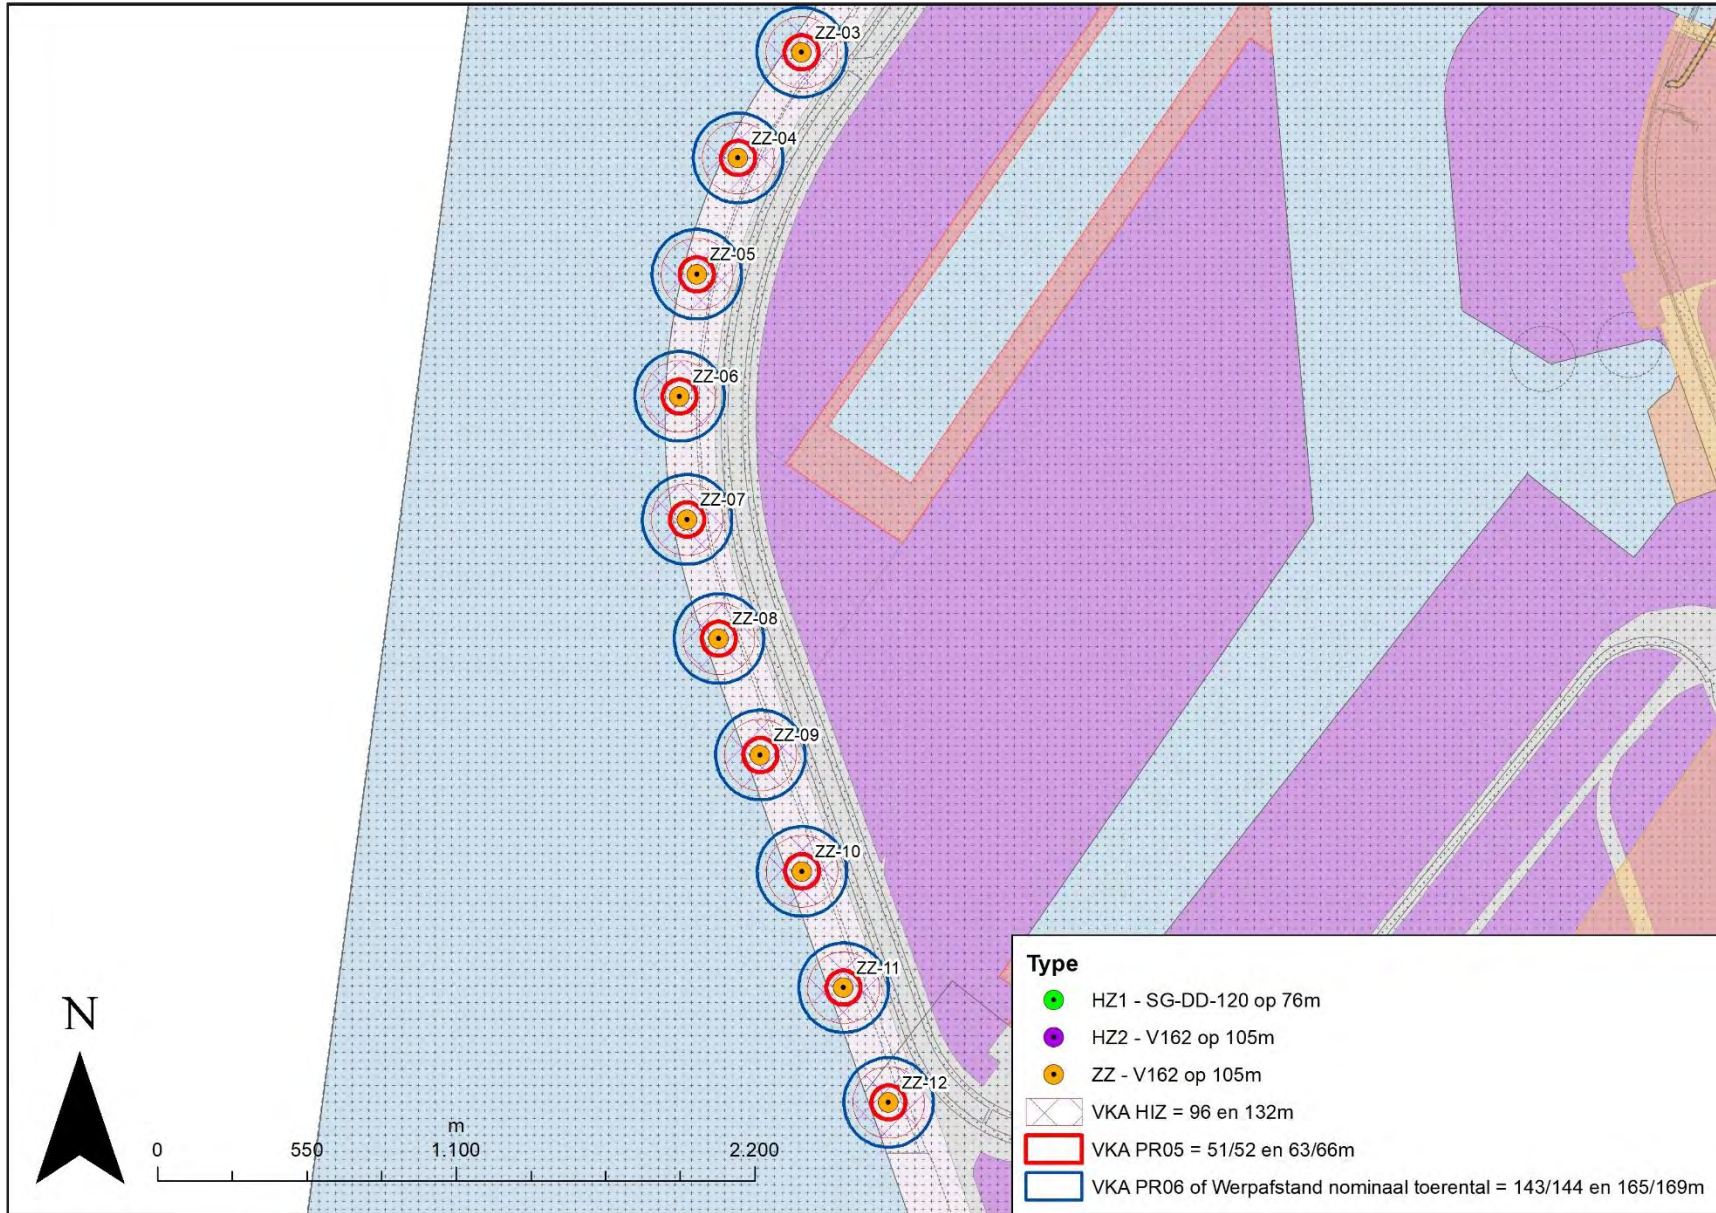 ZZ-03
ZZ-04
ZZ-05
ZZ-06
ZZ-07
ZZ-08
ZZ-09
ZZ-10
ZZ-11
ZZ-12
N
m
0 550 1.100 2.200
Type
HZ1 - SG-DD-120 op 76m
HZ2 - V162 op 105m
ZZ - V162 op 105m
VKA HIZ = 96 en 132m
VKA PR05 = 51/52 en 63/66m
VKA PR06 of Werpafstand nominaal toerental = 143/144 en 165/169m